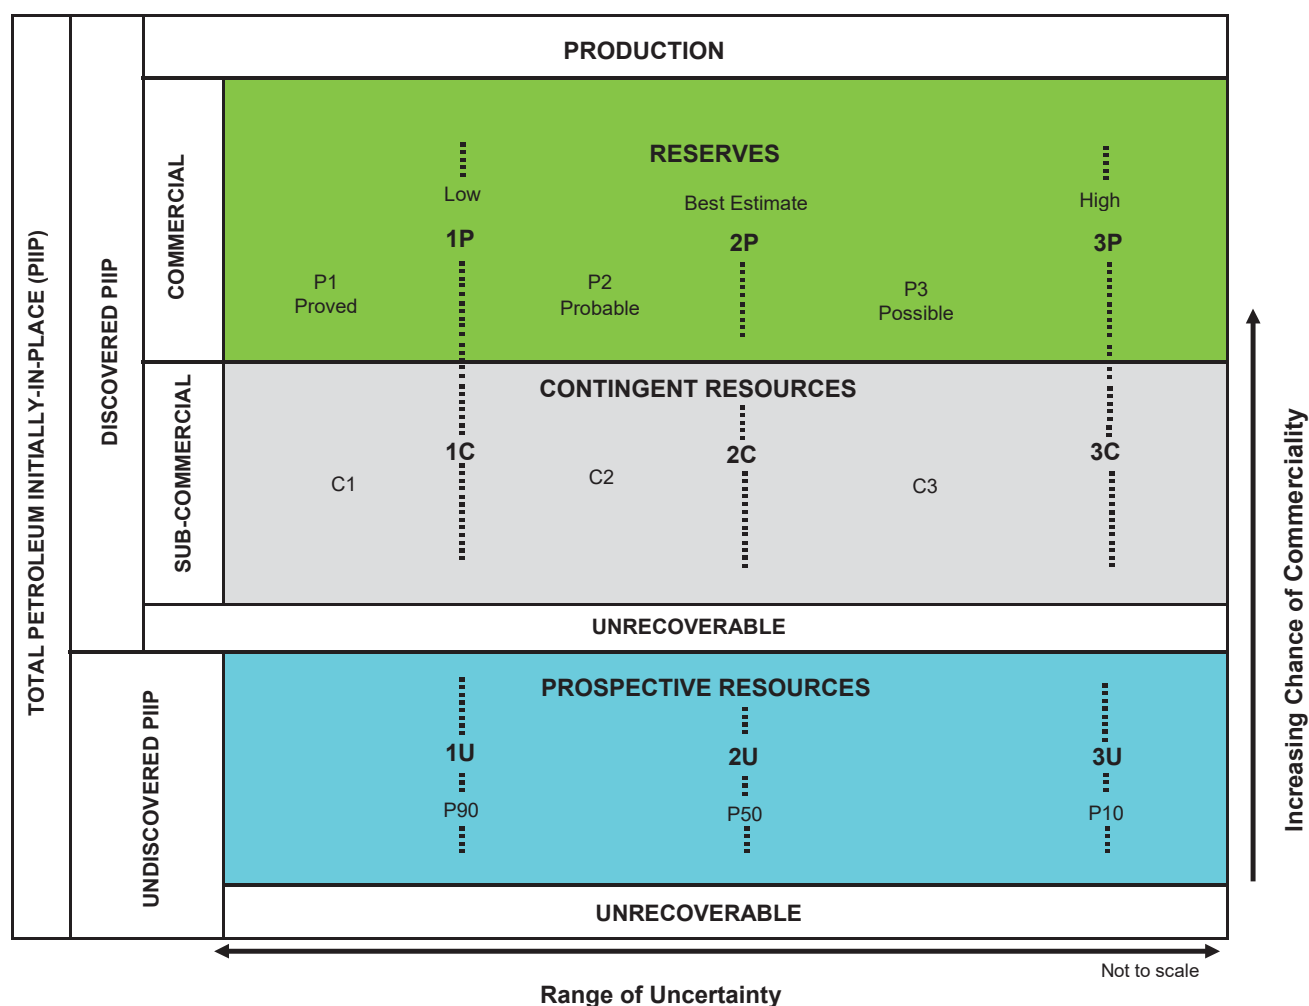 TOTAL PETROLEUM INITIALLY-IN-PLACE (PIIP)
DISCOVERED PIIP
PRODUCTION
COMMERCIAL
RESERVES
Low
Best Estimate
High
1P
2P
3P
P1
Proved
P2
Probable
P3
Possible
SUB-COMMERCIAL
CONTINGENT RESOURCES
1C
2C
3C
C1
C2
C3
UNRECOVERABLE
UNDISCOVERED PIIP
PROSPECTIVE RESOURCES
1U
2U
3U
P90
P50
P10
UNRECOVERABLE
Increasing Chance of Commerciality
Not to scale
Range of Uncertainty